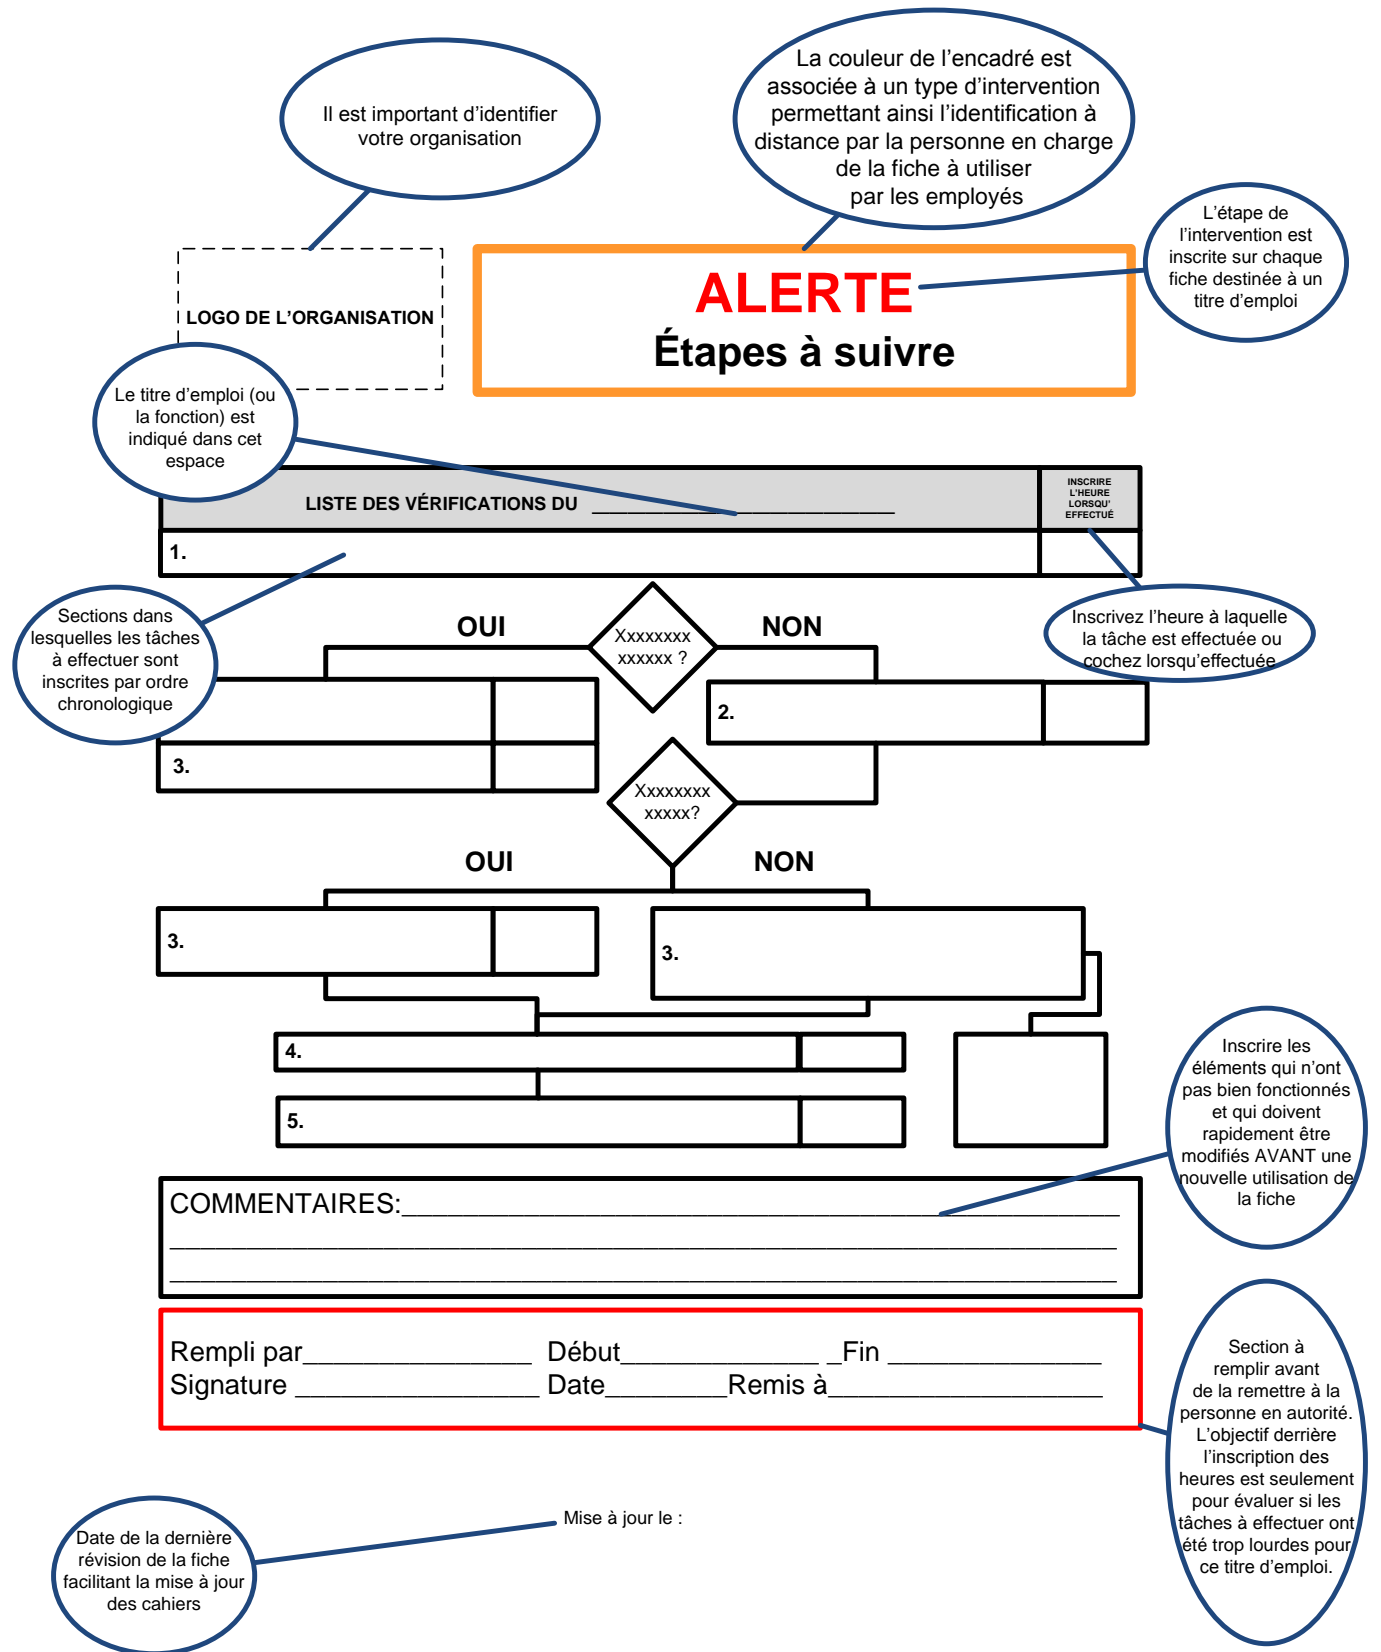 Il est important d’identifier
votre organisation
La couleur de l’encadré est
associée à un type d’intervention
permettant ainsi l’identification à
distance par la personne en charge
de la fiche à utiliser
par les employés
L’étape de
l’intervention est
inscrite sur chaque
fiche destinée à un
titre d’emploi
LOGO DE L’ORGANISATION
ALERTE
Étapes à suivre
Le titre d’emploi (ou
la fonction) est
indiqué dans cet
espace
LISTE DES VÉRIFICATIONS DU ____________________
INSCRIRE
L’HEURE
LORSQU’
EFFECTUÉ
1.
Sections dans
lesquelles les tâches
à effectuer sont
inscrites par ordre
chronologique
OUI
Xxxxxxxx
xxxxxx ?
NON
Inscrivez l’heure à laquelle
la tâche est effectuée ou
cochez lorsqu’effectuée
2.
3.
Xxxxxxxx
xxxxx?
OUI
NON
3.
3.
4.
5.
Inscrire les
éléments qui n’ont
pas bien fonctionnés
et qui doivent
rapidement être
modifiés AVANT une
nouvelle utilisation de
la fiche
COMMENTAIRES:_______________________________________________
______________________________________________________________
______________________________________________________________
Rempli par_______________ Début_____________ _Fin ______________
Signature ________________ Date________Remis à__________________
Section à
remplir avant
de la remettre à la
personne en autorité.
L’objectif derrière
l’inscription des
heures est seulement
pour évaluer si les
tâches à effectuer ont
été trop lourdes pour
ce titre d’emploi.
Mise à jour le :
Date de la dernière
révision de la fiche
facilitant la mise à jour
des cahiers